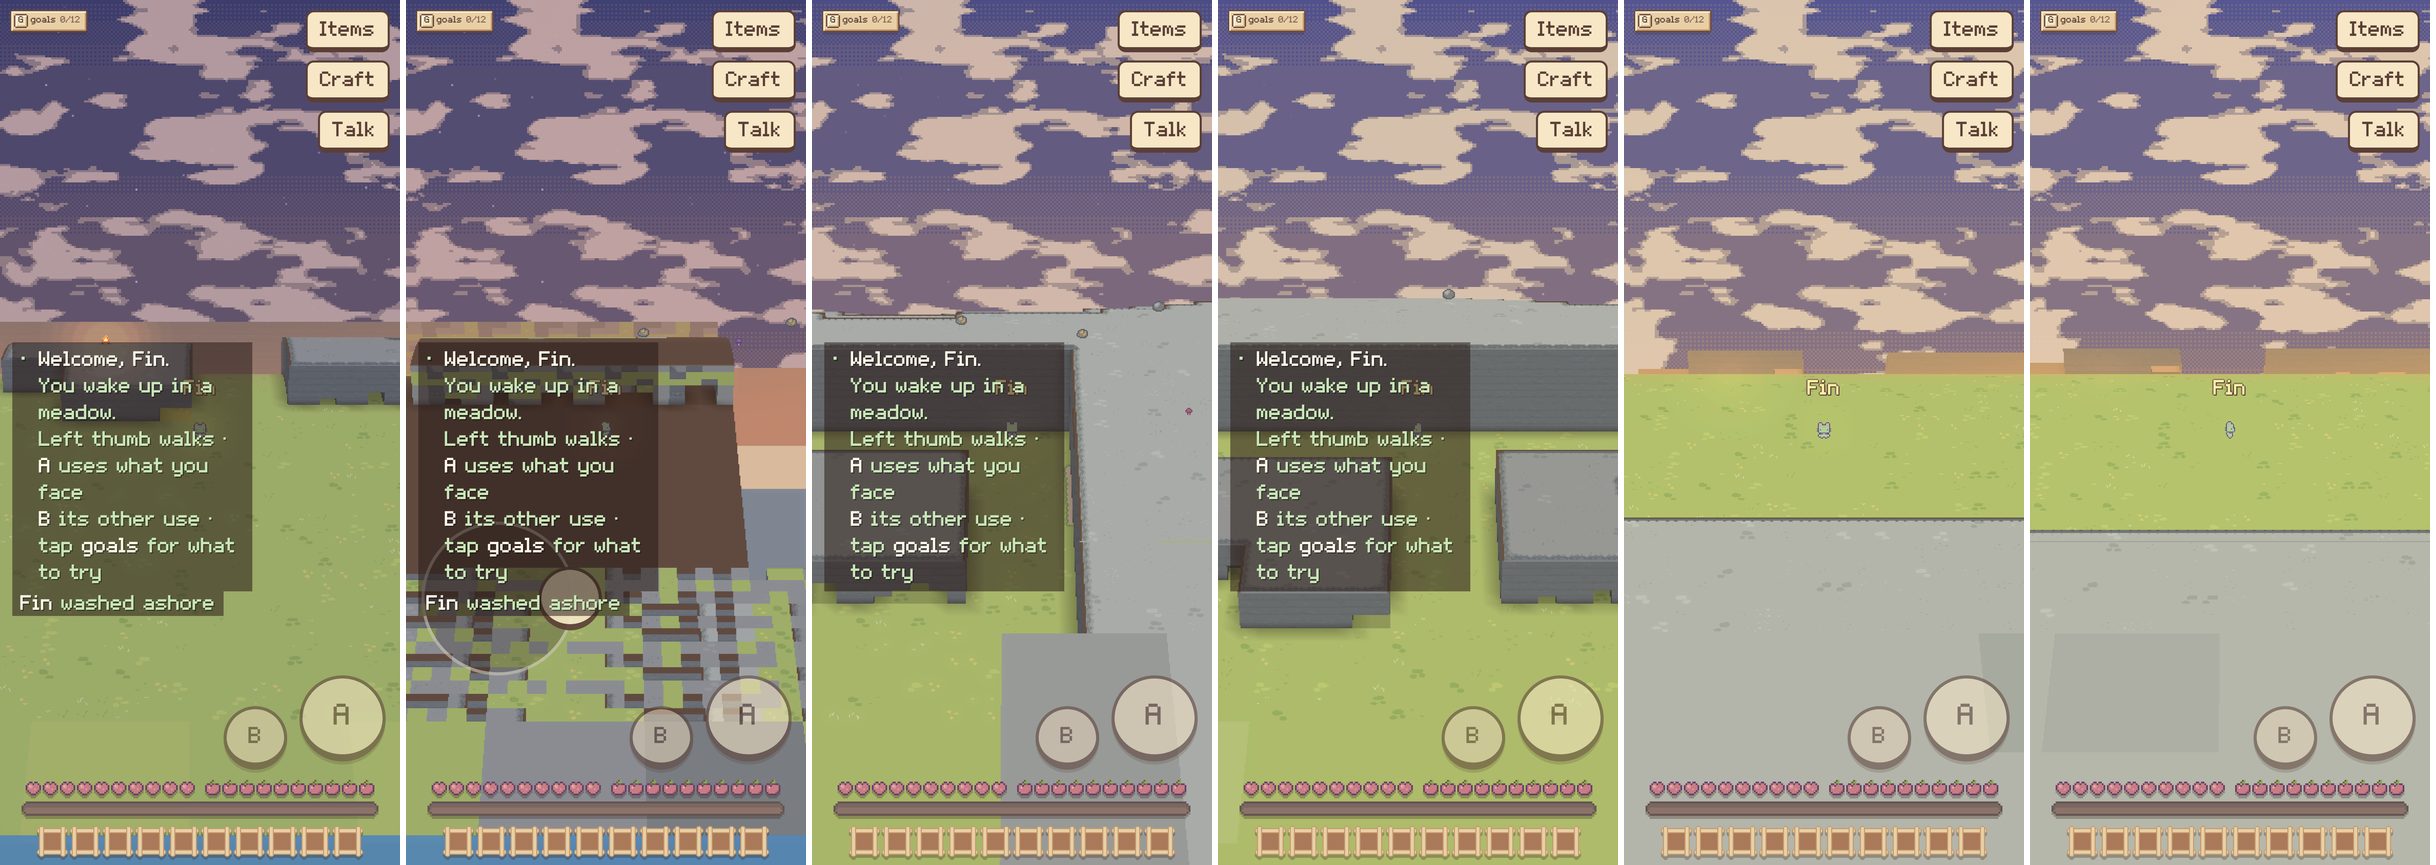 G goals 0/12
Items
Craft
Talk
· Welcome, Fin.
You wake up in a
meadow.
Left thumb walks ·
A uses what you
face
B its other use ·
tap goals for what
to try
Fin washed ashore
Fin
B
A
G goals 0/12
Items
Craft
Talk
· Welcome, Fin.
You wake up in a
meadow.
Left thumb walks ·
A uses what you
face
B its other use ·
tap goals for what
to try
Fin washed ashore
Fin
B
A
G goals 0/12
Items
Craft
Talk
· Welcome, Fin.
You wake up in a
meadow.
Left thumb walks ·
A uses what you
face
B its other use ·
tap goals for what
to try
Fin
B
A
G goals 0/12
Items
Craft
Talk
· Welcome, Fin.
You wake up in a
meadow.
Left thumb walks ·
A uses what you
face
B its other use ·
tap goals for what
to try
Fin
B
A
G goals 0/12
Items
Craft
Talk
Fin
B
A
G goals 0/12
Items
Craft
Talk
Fin
B
A